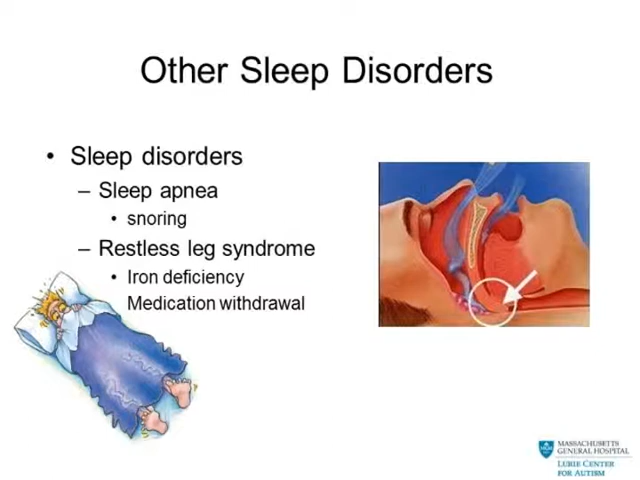 Other Sleep Disorders
• Sleep disorders
– Sleep apnea
• snoring
– Restless leg syndrome
• Iron deficiency
Medication withdrawal
MASSACHUSETTS
GENERAL HOSPITAL
LURIE CENTER
FOR AUTISM